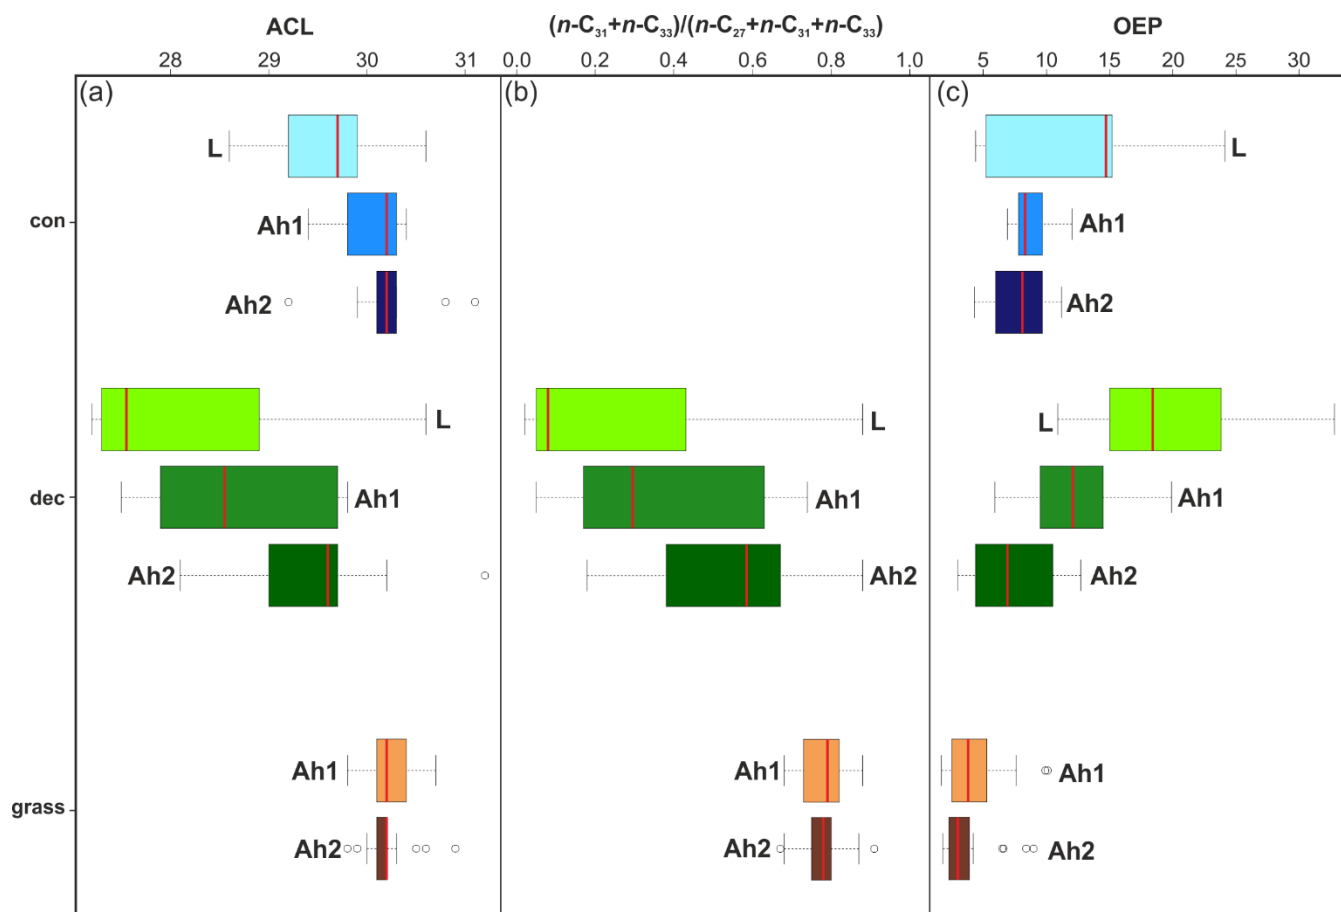 ACL
(n-C₃₁+n-C₃₃)/(n-C₂₇+n-C₃₁+n-C₃₃)
OEP
28 29 30 31
0.0 0.2 0.4 0.6 0.8 1.0
5 10 15 20 25 30
(a)
(b)
(c)
L
L
con
Ah1
Ah1
Ah2
Ah2
L
L
L
dec
Ah1
Ah1
Ah1
Ah2
Ah2
Ah2
Ah1
Ah1
Ah1
grass
Ah2
Ah2
Ah2